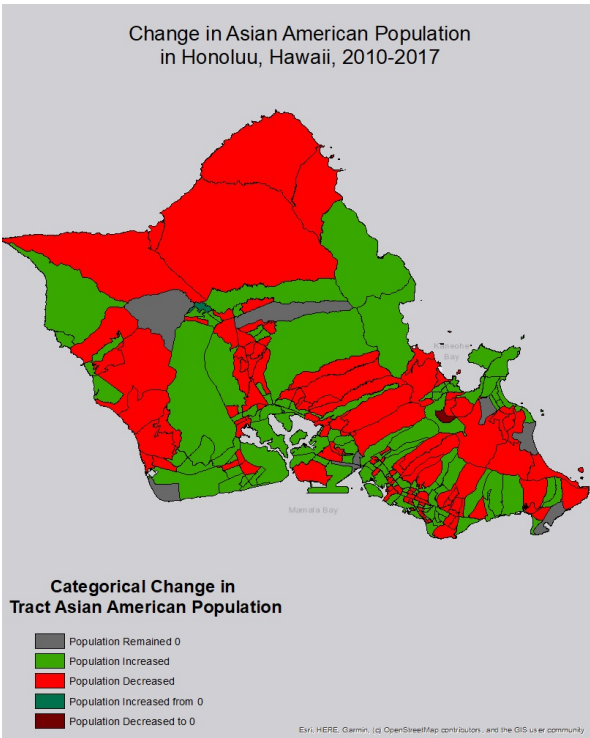 Change in Asian American Population
in Honoluu, Hawaii, 2010-2017
Kaneohe
Bay
Mamala Bay
Categorical Change in
Tract Asian American Population
Population Remained 0
Population Increased
Population Decreased
Population Increased from 0
Population Decreased to 0
Esri, HERE, Garmin, (c) OpenStreetMap contributors, and the GIS user community